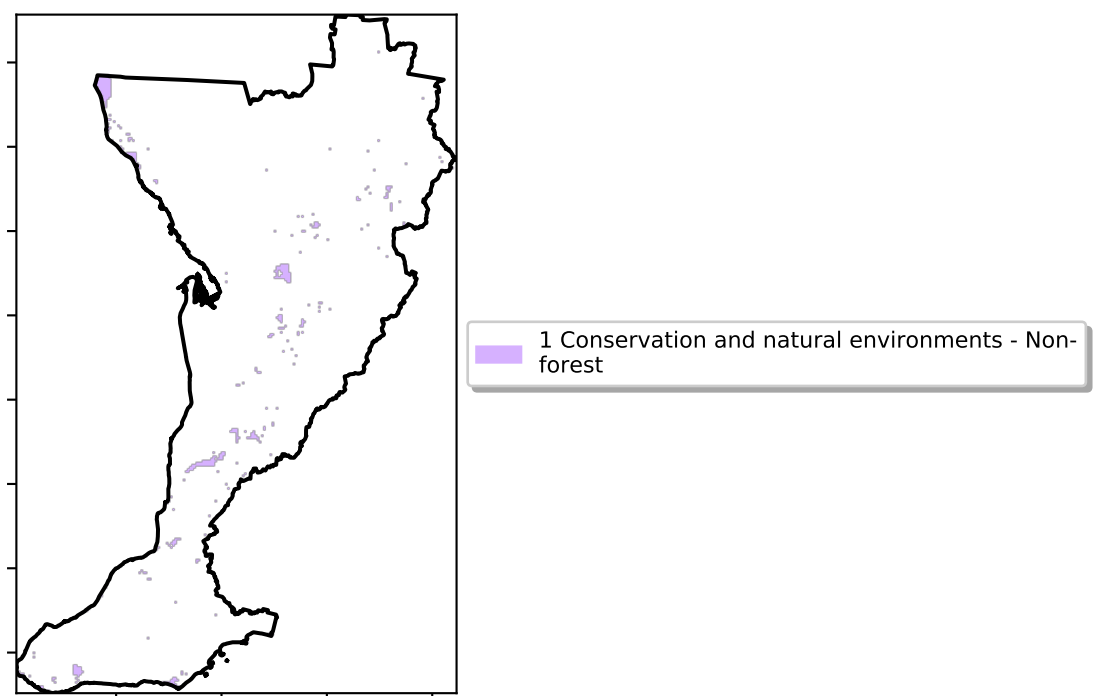 1 Conservation and natural environments - Non-
forest